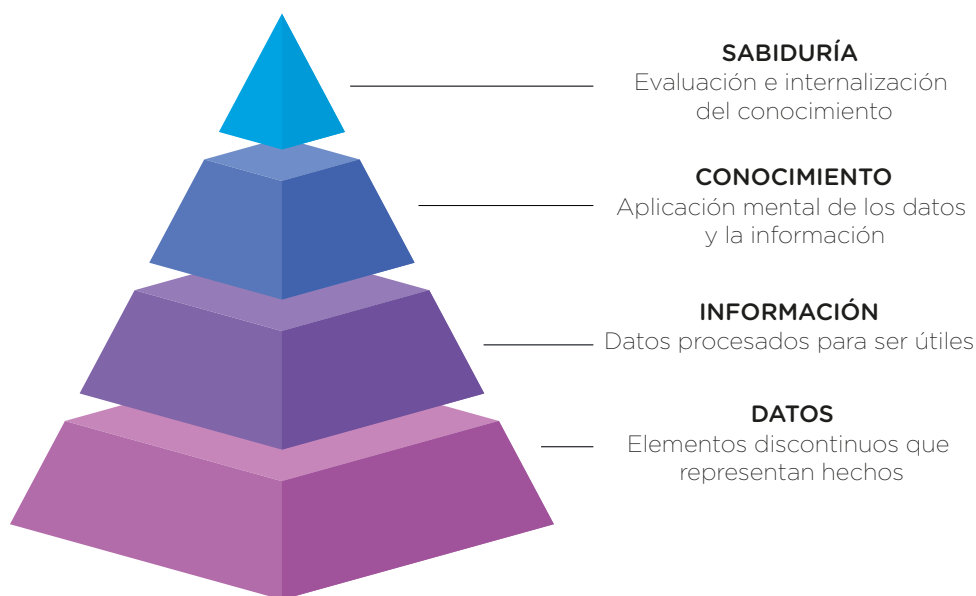 SABIDURÍA
Evaluación e internalización
del conocimiento
CONOCIMIENTO
Aplicación mental de los datos
y la información
INFORMACIÓN
Datos procesados para ser útiles
DATOS
Elementos discontinuos que
representan hechos